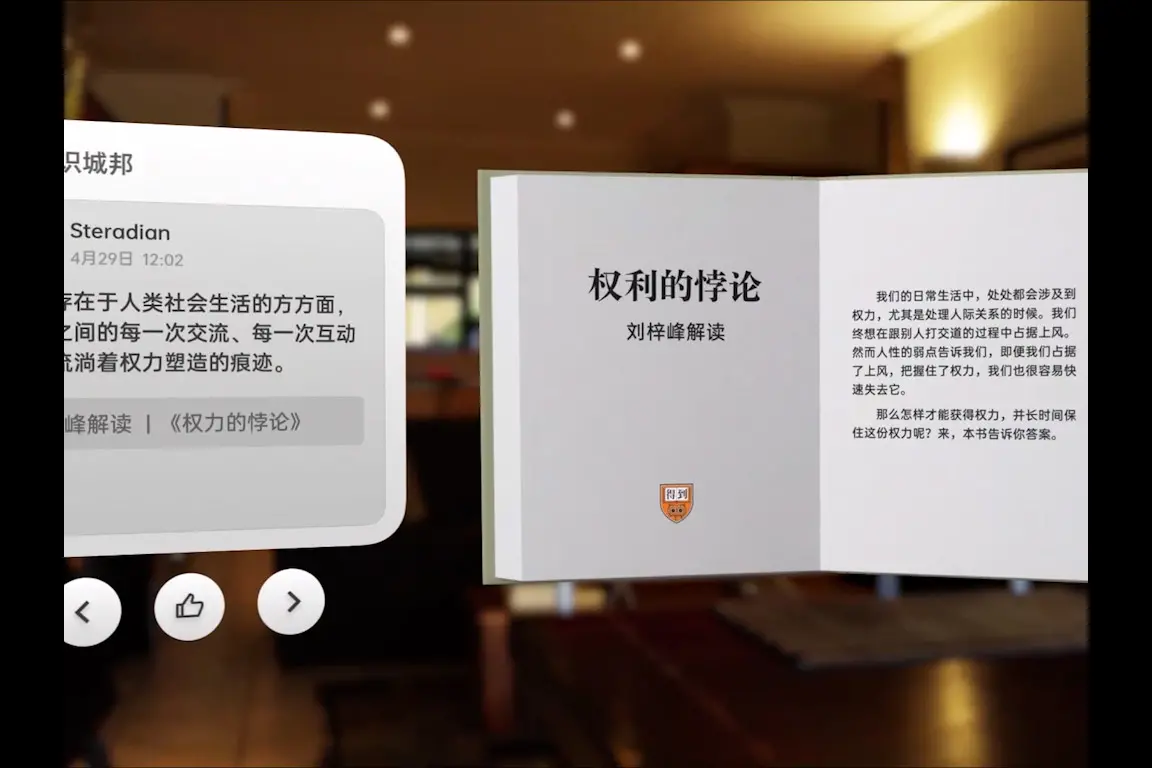 识城邦
Steradian
4月29日 12:02
存在于人类社会生活的方方面，
之间的每一次交流、每一次互动
流淌着权力塑造的痕迹。
峰解读 | 《权力的悖论》
权利的悖论
刘梓峰解读
得到
我们的日常生活中，处处都会涉及到
权力，尤其是处理人际关系的时候。我们
终想在跟别人打交道的过程中占据上风。
然而人性的弱点告诉我们，即便我们占据
了上风，把握住了权力，我们也很容易快
速失去它。
那么怎样才能获得权力，并长时间保
住这份权力呢？来，本书告诉你答案。